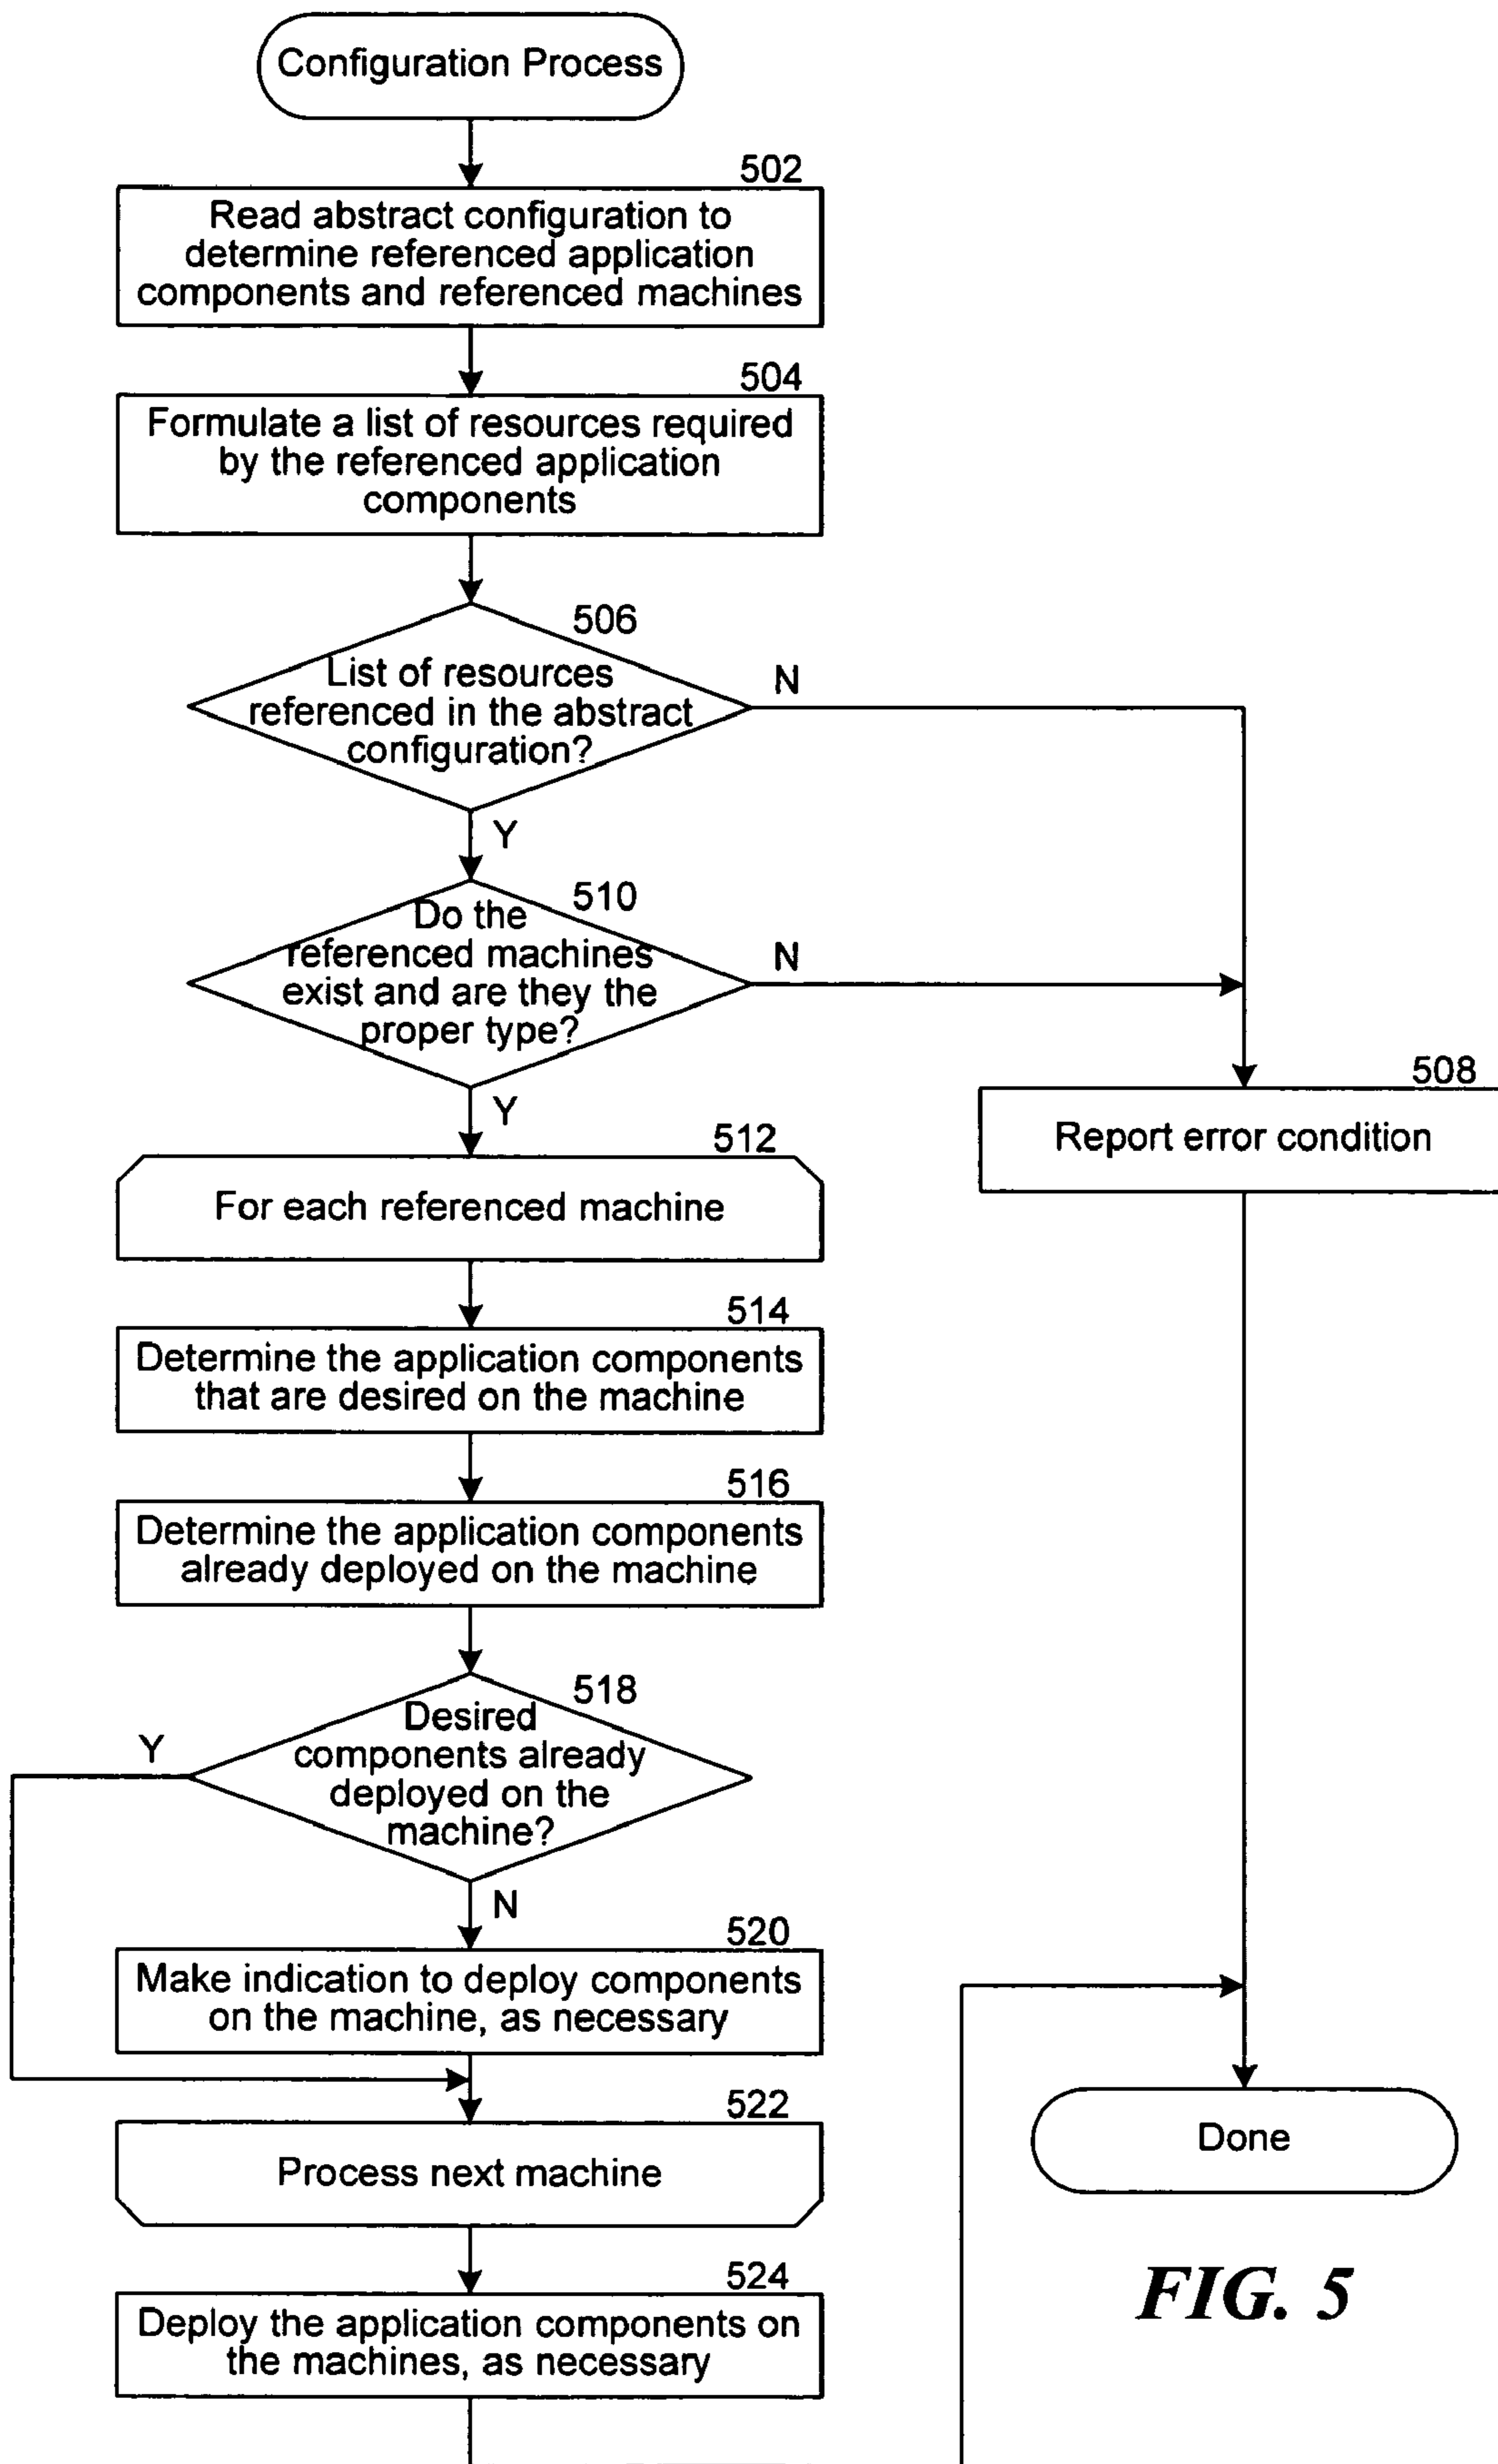 Configuration Process
502
Read abstract configuration to
determine referenced application
components and referenced machines
504
Formulate a list of resources required
by the referenced application
components
506
List of resources
referenced in the abstract
configuration?
N
Y
510
Do the
referenced machines
exist and are they the
proper type?
N
Y
508
Report error condition
512
For each referenced machine
514
Determine the application components
that are desired on the machine
516
Determine the application components
already deployed on the machine
518
Desired
components already
deployed on the
machine?
Y
N
520
Make indication to deploy components
on the machine, as necessary
522
Process next machine
Done
524
Deploy the application components on
the machines, as necessary
FIG. 5